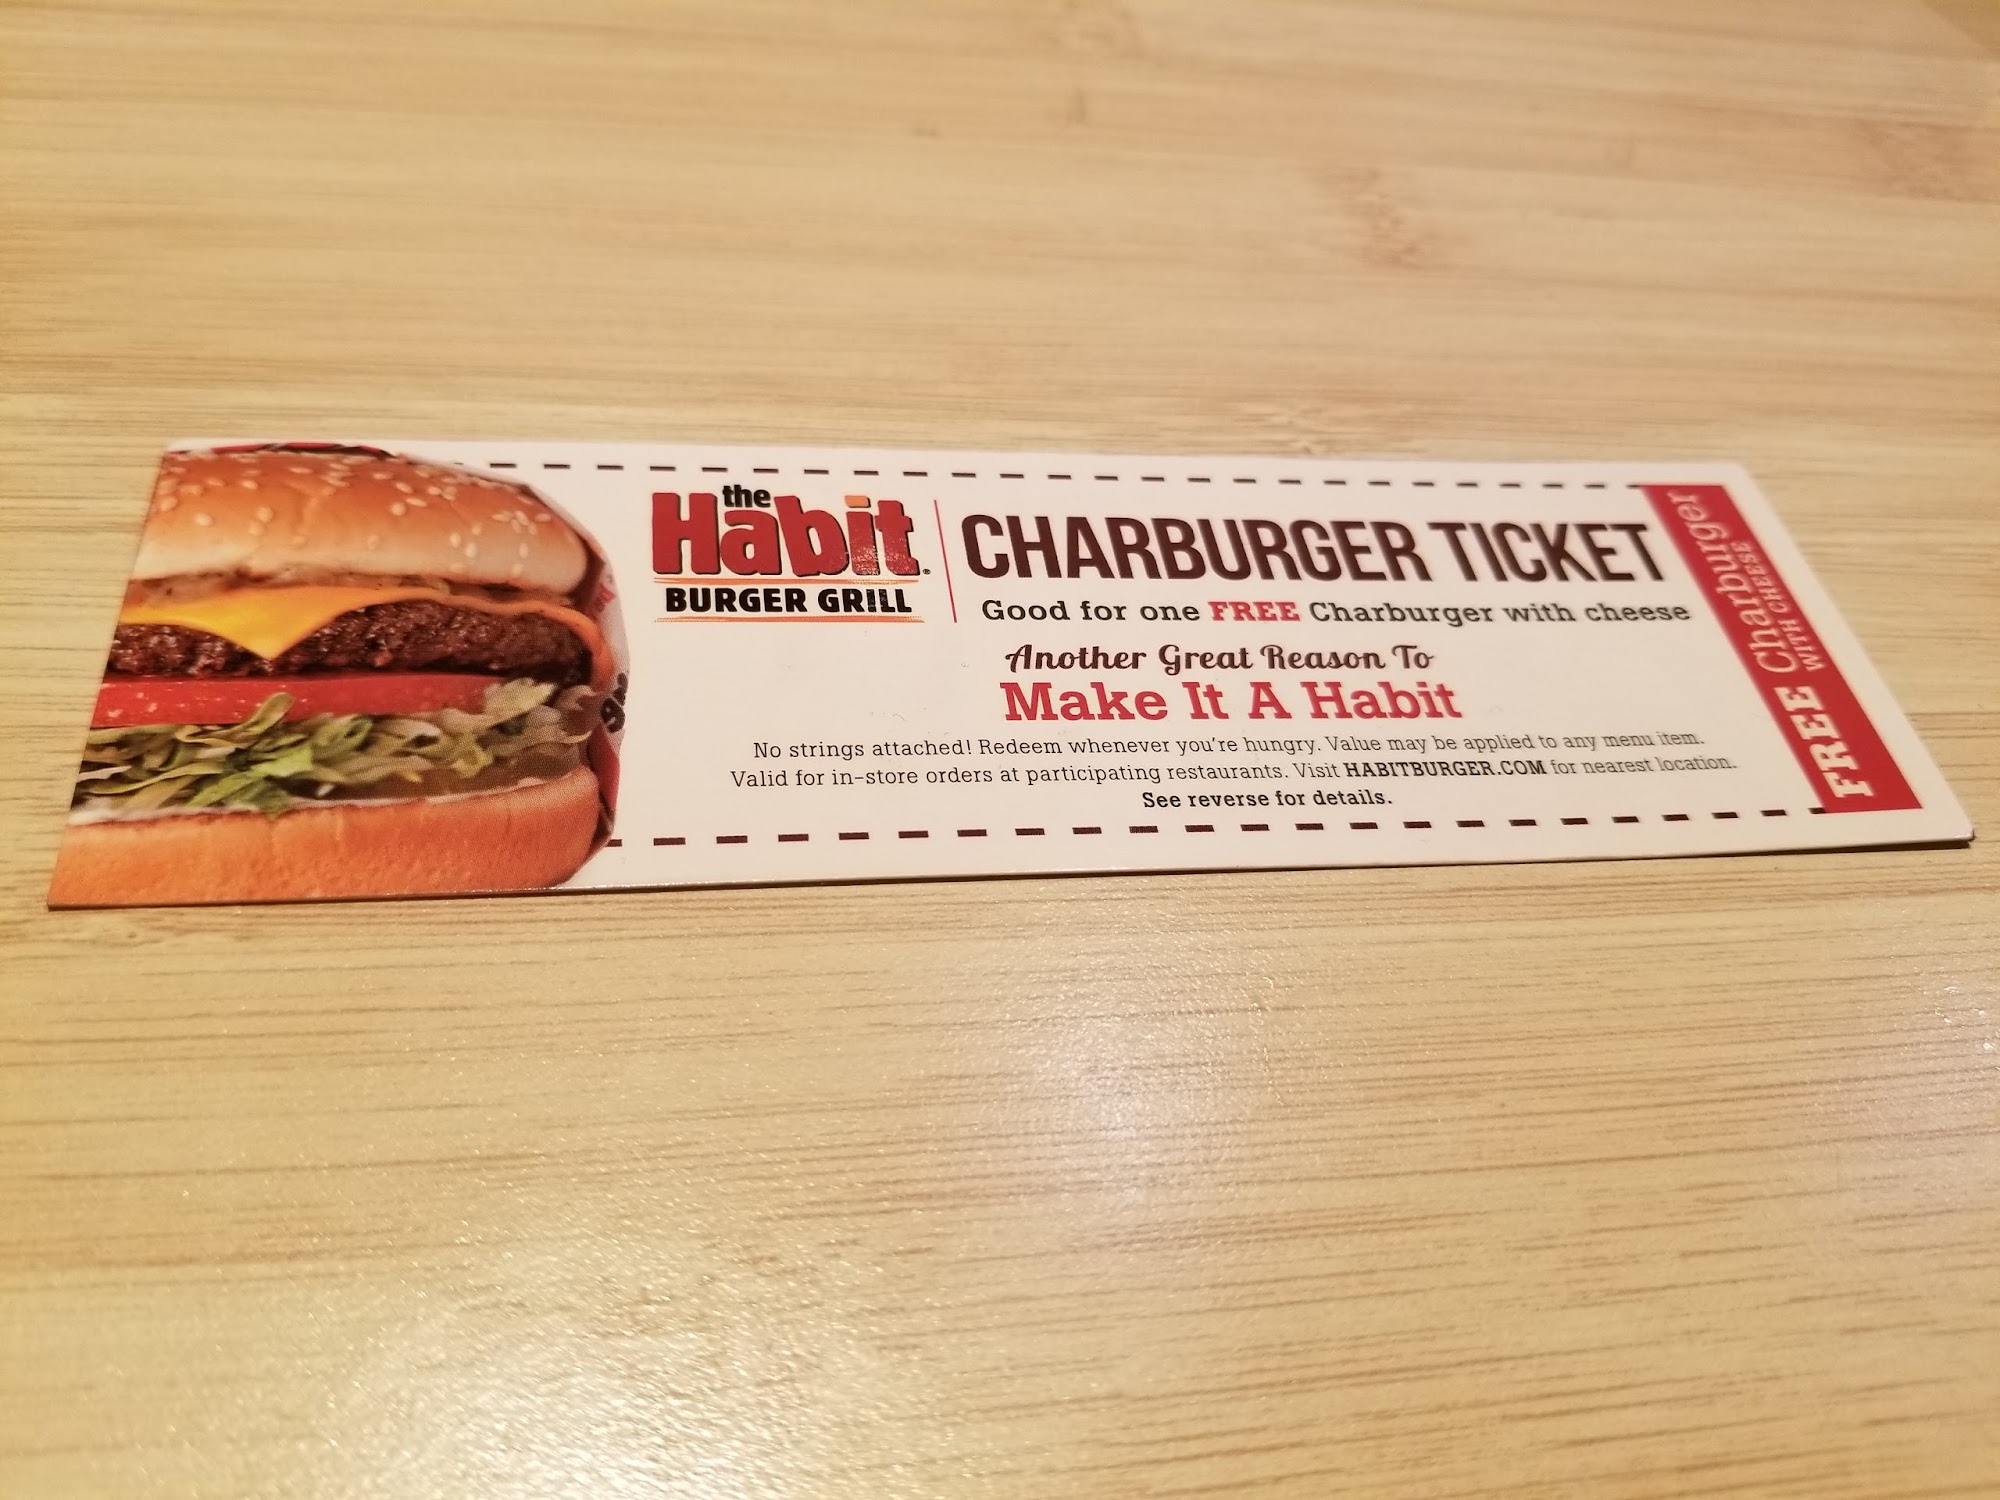 the
Habit
BURGER GRILL
CHARBURGER TICKET
Good for one FREE Charburger with cheese
Another Great Reason To
Make It A Habit
No strings attached! Redeem whenever you're hungry. Value may be applied to any menu item.
Valid for in-store orders at participating restaurants. Visit HABITBURGER.COM for nearest location.
See reverse for details.
FREE Charburger
WITH CHEESE